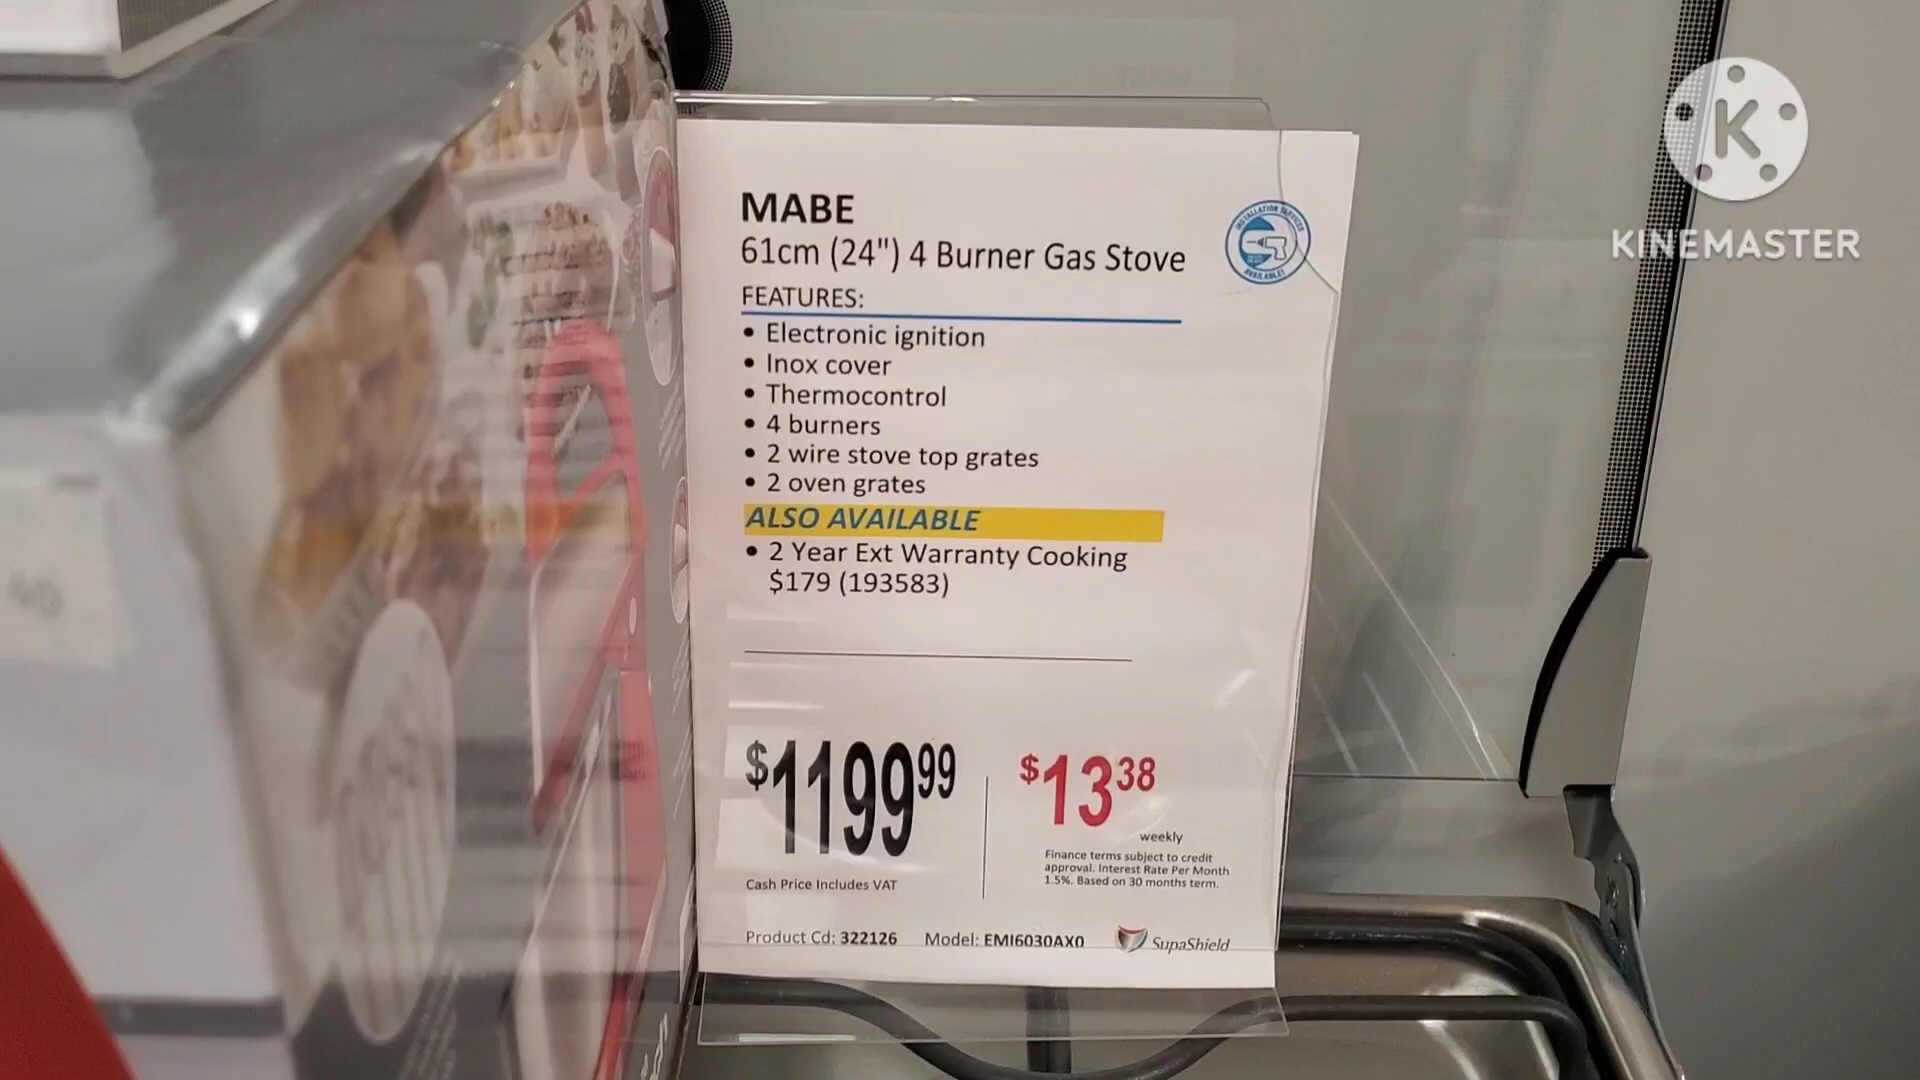 KINEMASTER
MABE
61cm (24") 4 Burner Gas Stove
INSTALLATION SERVICES
AVAILABLE!
FEATURES:
• Electronic ignition
• Inox cover
• Thermocontrol
• 4 burners
• 2 wire stove top grates
• 2 oven grates
ALSO AVAILABLE
• 2 Year Ext Warranty Cooking
$179 (193583)
$1199 99
$13 38
weekly
Finance terms subject to credit
approval. Interest Rate Per Month
1.5%. Based on 30 months term.
Cash Price Includes VAT
Product Cd: 322126 Model: EMI6030AX0 SupaShield